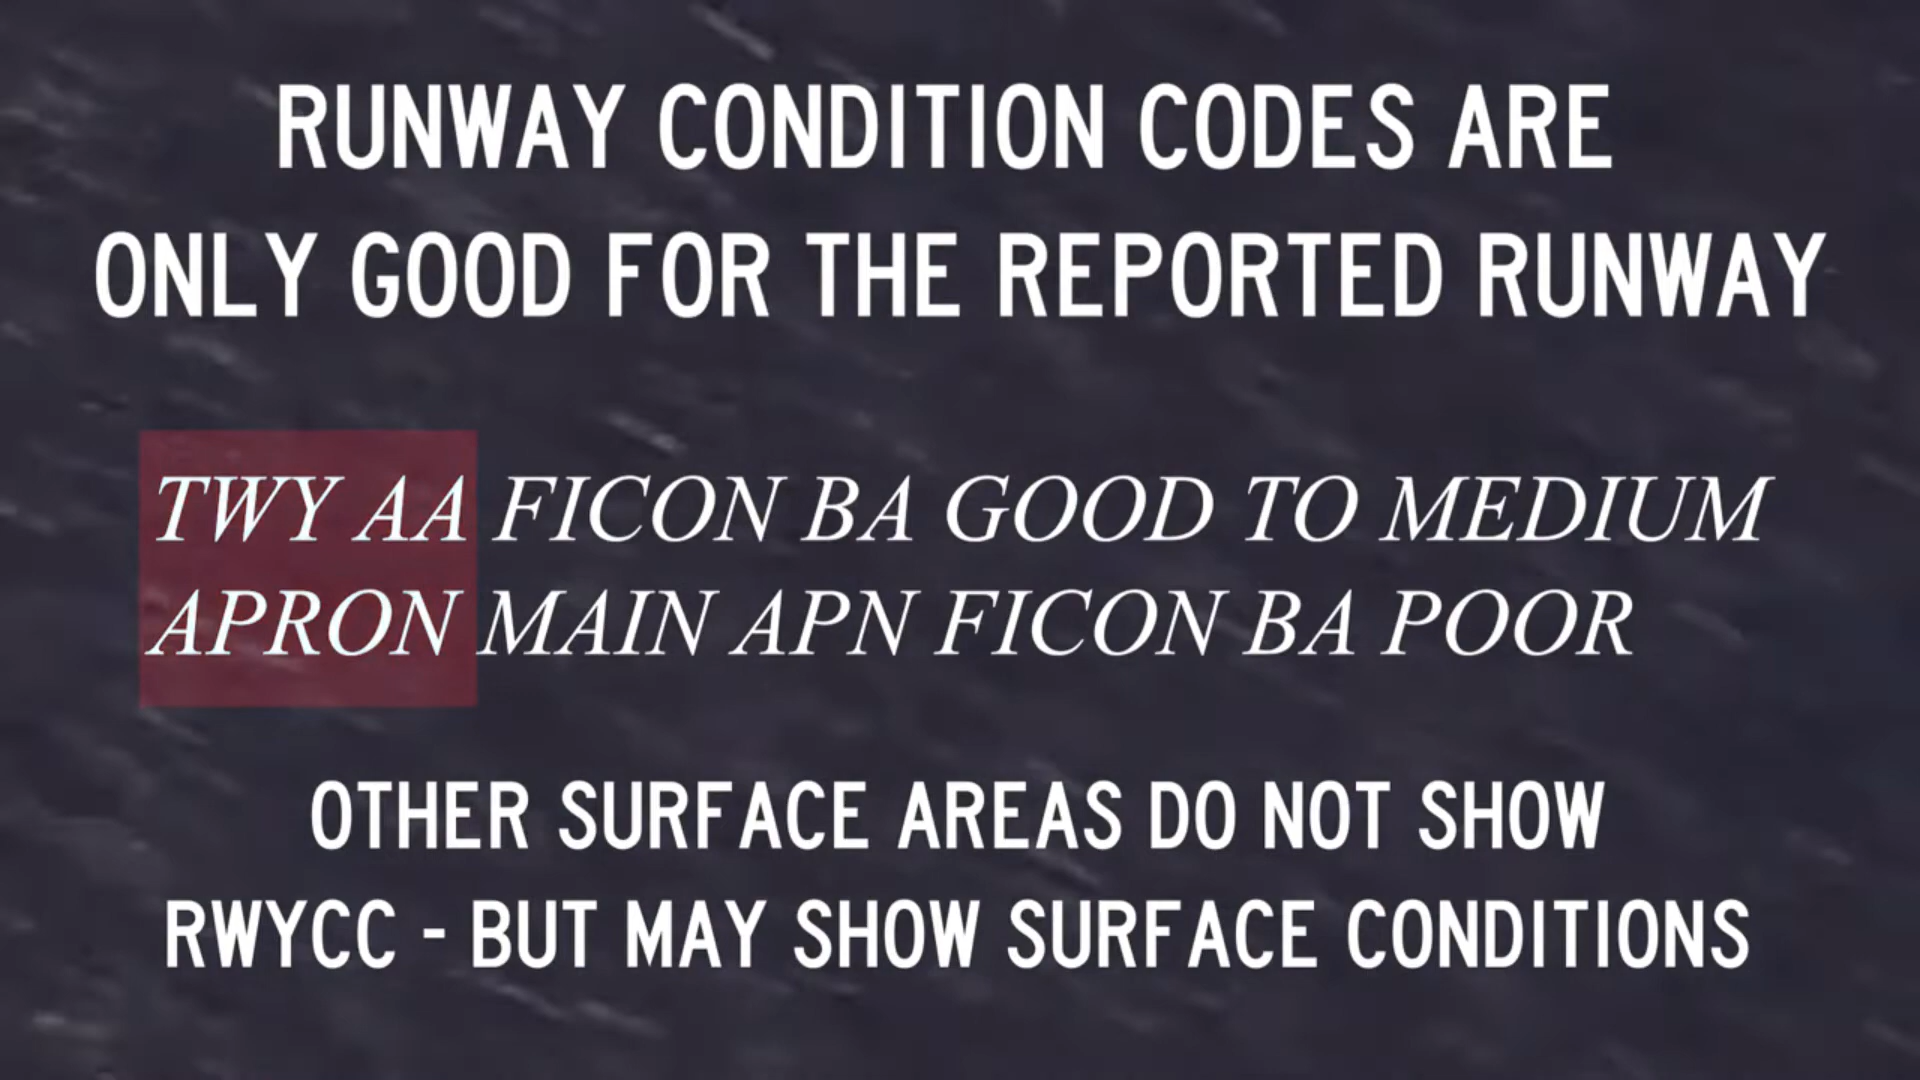 RUNWAY CONDITION CODES ARE
ONLY GOOD FOR THE REPORTED RUNWAY
TWY AA FICON BA GOOD TO MEDIUM
APRON MAIN APN FICON BA POOR
OTHER SURFACE AREAS DO NOT SHOW
RWYCC - BUT MAY SHOW SURFACE CONDITIONS